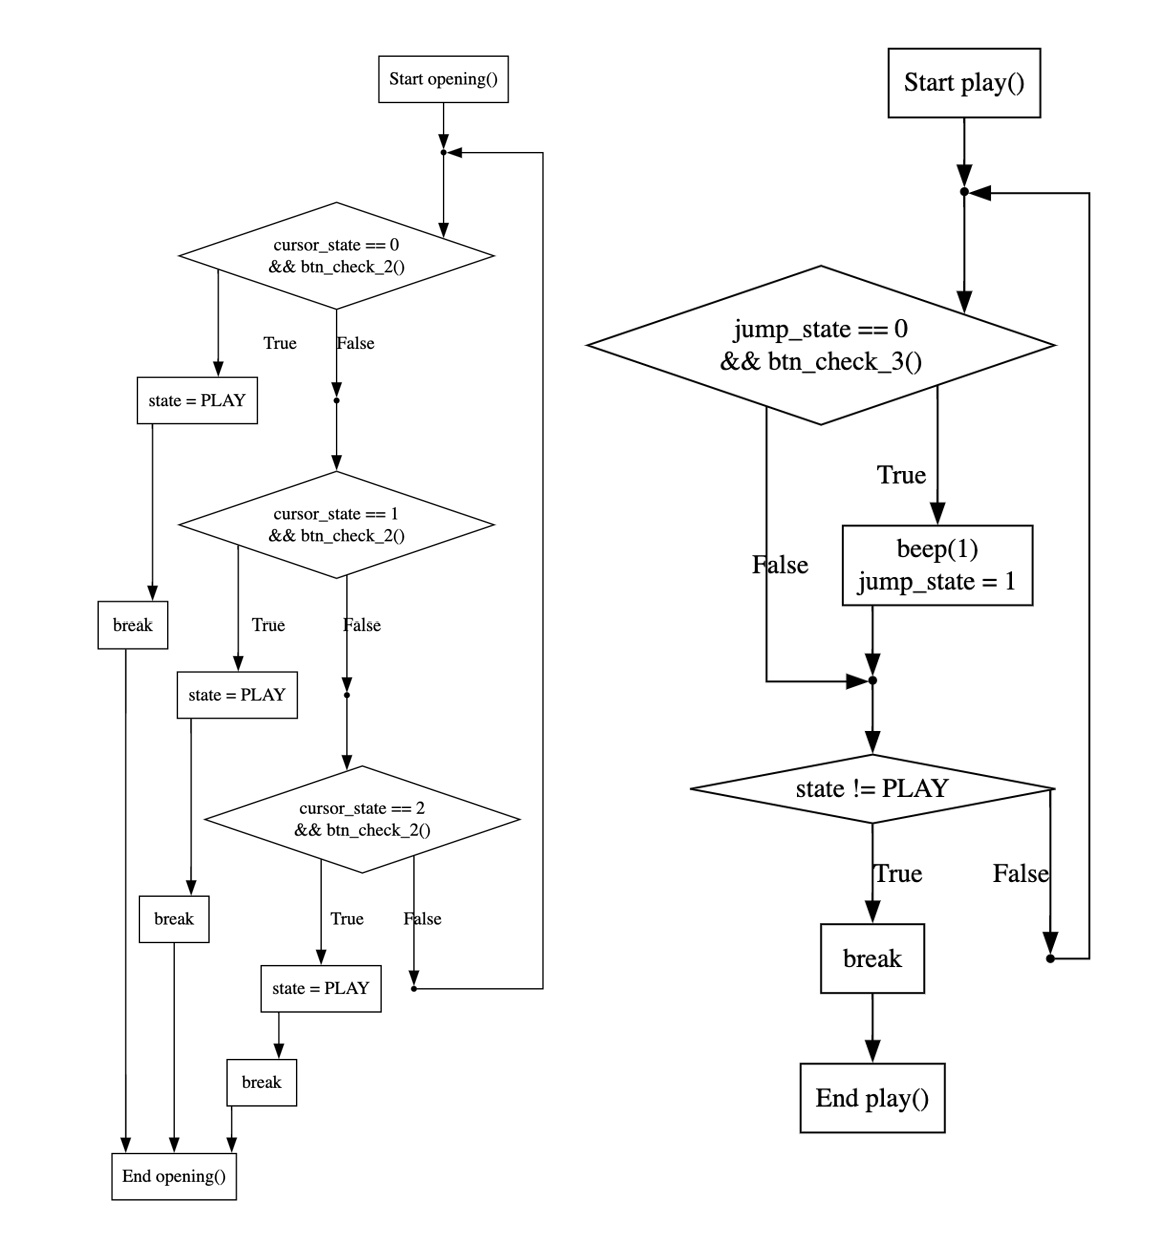 Start opening()
cursor_state == 0
&& btn_check_2()
True
False
state = PLAY
cursor_state == 1
&& btn_check_2()
break
True
False
state = PLAY
cursor_state == 2
&& btn_check_2()
break
True
False
state = PLAY
break
End opening()
Start play()
jump_state == 0
&& btn_check_3()
True
beep(1)
jump_state = 1
False
state != PLAY
True
False
break
End play()